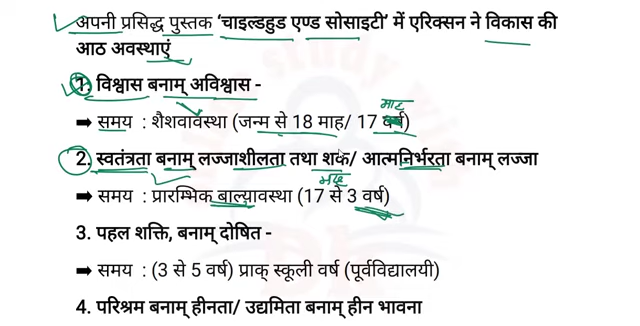 अपनी प्रसिद्ध पुस्तक ‘चाइल्डहुड एण्ड सोसाइटी’ में एरिक्सन ने विकास की
आठ अवस्थाएं
1. विश्वास बनाम् अविश्वास -
➡ समय : शैशवावस्था (जन्म से 18 माह/ 17 वर्ष)
माह
2. स्वतंत्रता बनाम् लज्जाशीलता तथा शक/ आत्मनिर्भरता बनाम् लज्जा
माह
➡ समय : प्रारम्भिक बाल्यावस्था (17 से 3 वर्ष)
3. पहल शक्ति, बनाम् दोषित -
➡ समय : (3 से 5 वर्ष) प्राक् स्कूली वर्ष (पूर्वविद्यालयी)
4. परिश्रम बनाम् हीनता/ उद्यमिता बनाम् हीन भावना